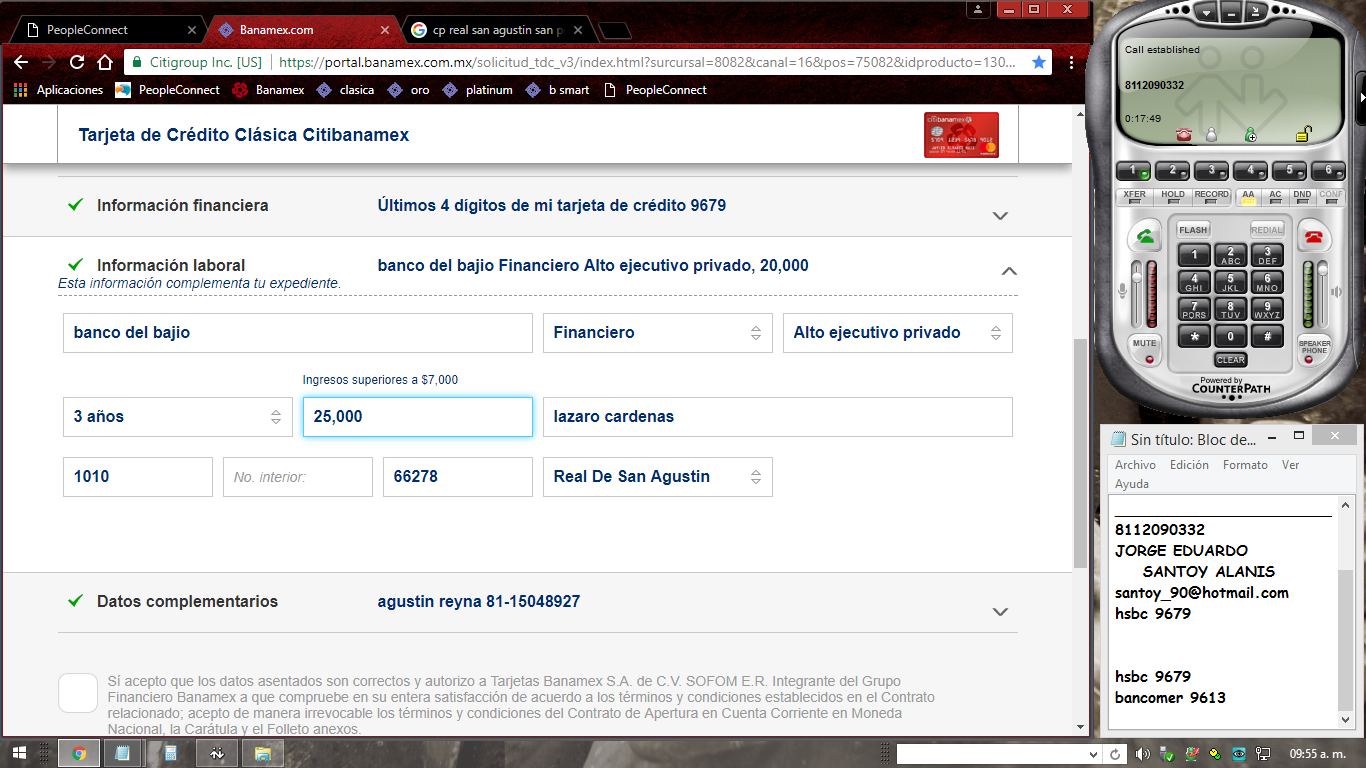 PeopleConnect
Banamex.com
cp real san agustin san p
Citigroup Inc. [US]
https://portal.banamex.com.mx/solicitud_tdc_v3/index.html?surcursal=8082&canal=16&pos=75082&idproducto=130...
Aplicaciones PeopleConnect Banamex clasica oro platinum b smart PeopleConnect
Tarjeta de Crédito Clásica Citibanamex
citibanamex
Información financiera
Últimos 4 dígitos de mi tarjeta de crédito 9679
Información laboral
banco del bajio Financiero Alto ejecutivo privado, 20,000
Esta información complementa tu expediente.
banco del bajio
Financiero
Alto ejecutivo privado
Ingresos superiores a $7,000
3 años
25,000
lazaro cardenas
1010
No. interior:
66278
Real De San Agustin
Datos complementarios
agustin reyna 81-15048927
Sí acepto que los datos asentados son correctos y autorizo a Tarjetas Banamex S.A. de C.V. SOFOM E.R. Integrante del Grupo
Financiero Banamex a que compruebe en su entera satisfacción de acuerdo a los términos y condiciones establecidos en el Contrato
relacionado; acepto de manera irrevocable los términos y condiciones del Contrato de Apertura en Cuenta Corriente en Moneda
Nacional, la Carátula y el Folleto anexos.
Call established
8112090332
0:17:49
1 2 3 4 5 6
XFER HOLD RECORD AA AC DND CONF
FLASH REDIAL
1 2 ABC 3 DEF
4 GHI 5 JKL 6 MNO
7 PQRS 8 TUV 9 WXYZ
* 0 #
MUTE
CLEAR
SPEAKER
PHONE
Powered by
COUNTERPATH
Sin título: Bloc de...
Archivo Edición Formato Ver
Ayuda
8112090332
JORGE EDUARDO
SANTOY ALANIS
santoy_90@hotmail.com
hsbc 9679
hsbc 9679
bancomer 9613
09:55 a. m.